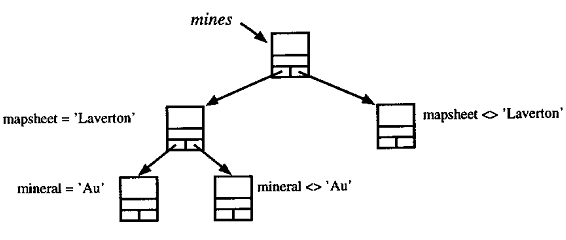 mines
mapsheet = 'Laverton'
mapsheet <> 'Laverton'
mineral = 'Au'
mineral <> 'Au'